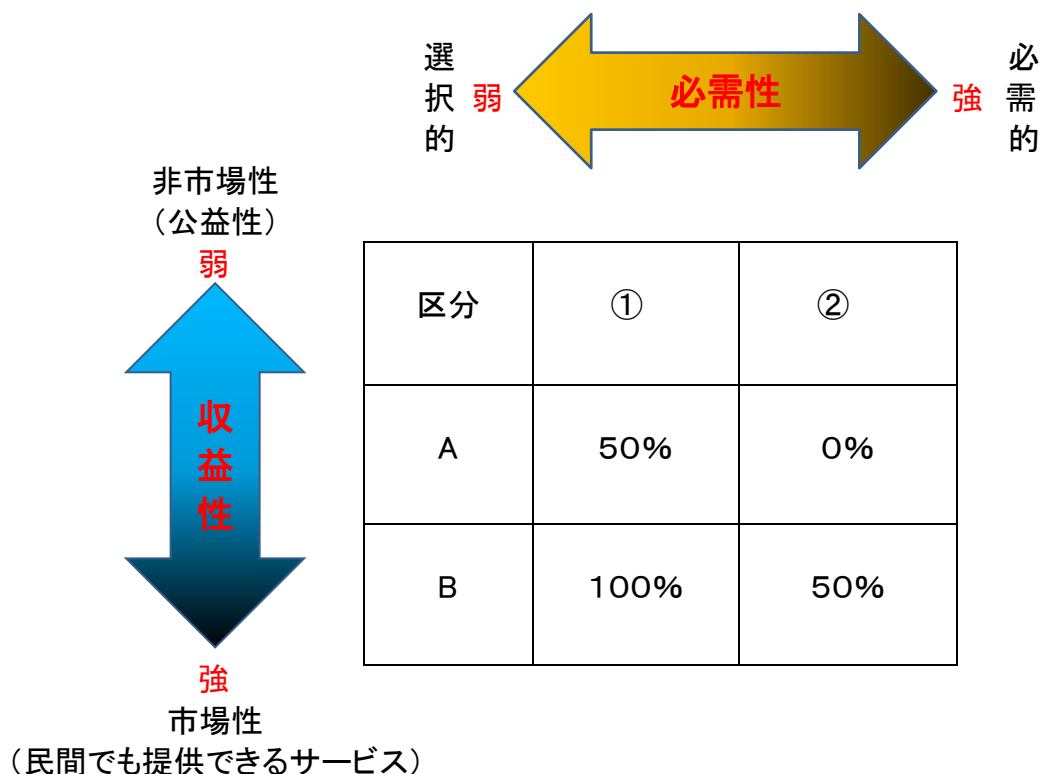 選択的
弱
必需性
強
必需的
非市場性
（公益性）
弱
収益性
強
市場性
（民間でも提供できるサービス）
区分 ① ②
A 50% 0%
B 100% 50%